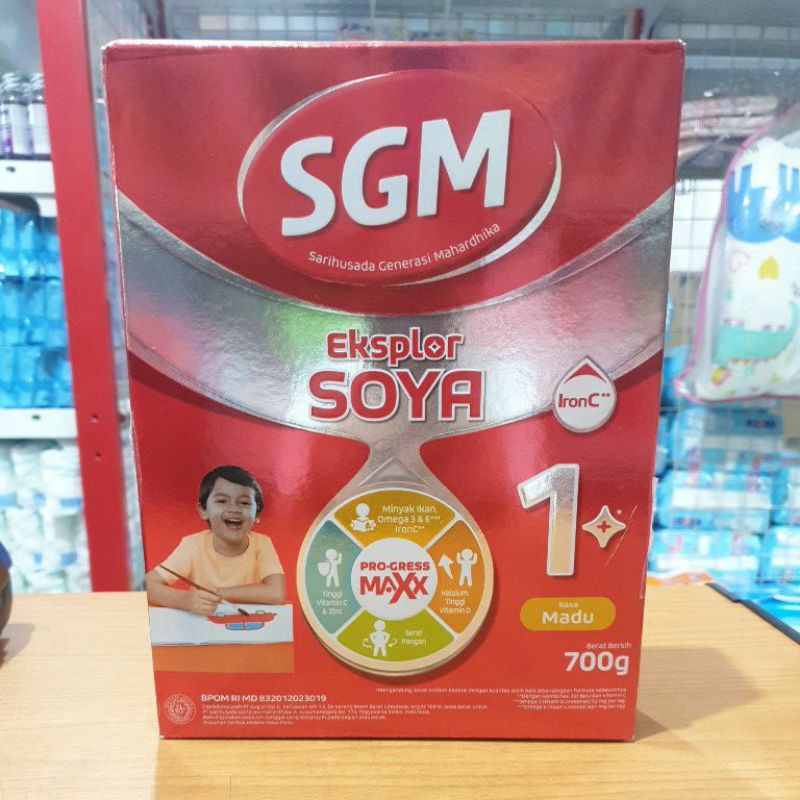 SGM
Sarihusada Generasi Mahardhika
Eksplor
SOYA
IronC**
1+*
Minyak Ikan,
Omega 3 & 6***,
IronC**
Tinggi
Vitamin C
& Zinc
PRO-GRESS
MAXX
Kalsium,
Tinggi
Vitamin D
Serat
Pangan
Rasa
Madu
Berat Bersih
700g
BPOM RI MD 832012023019